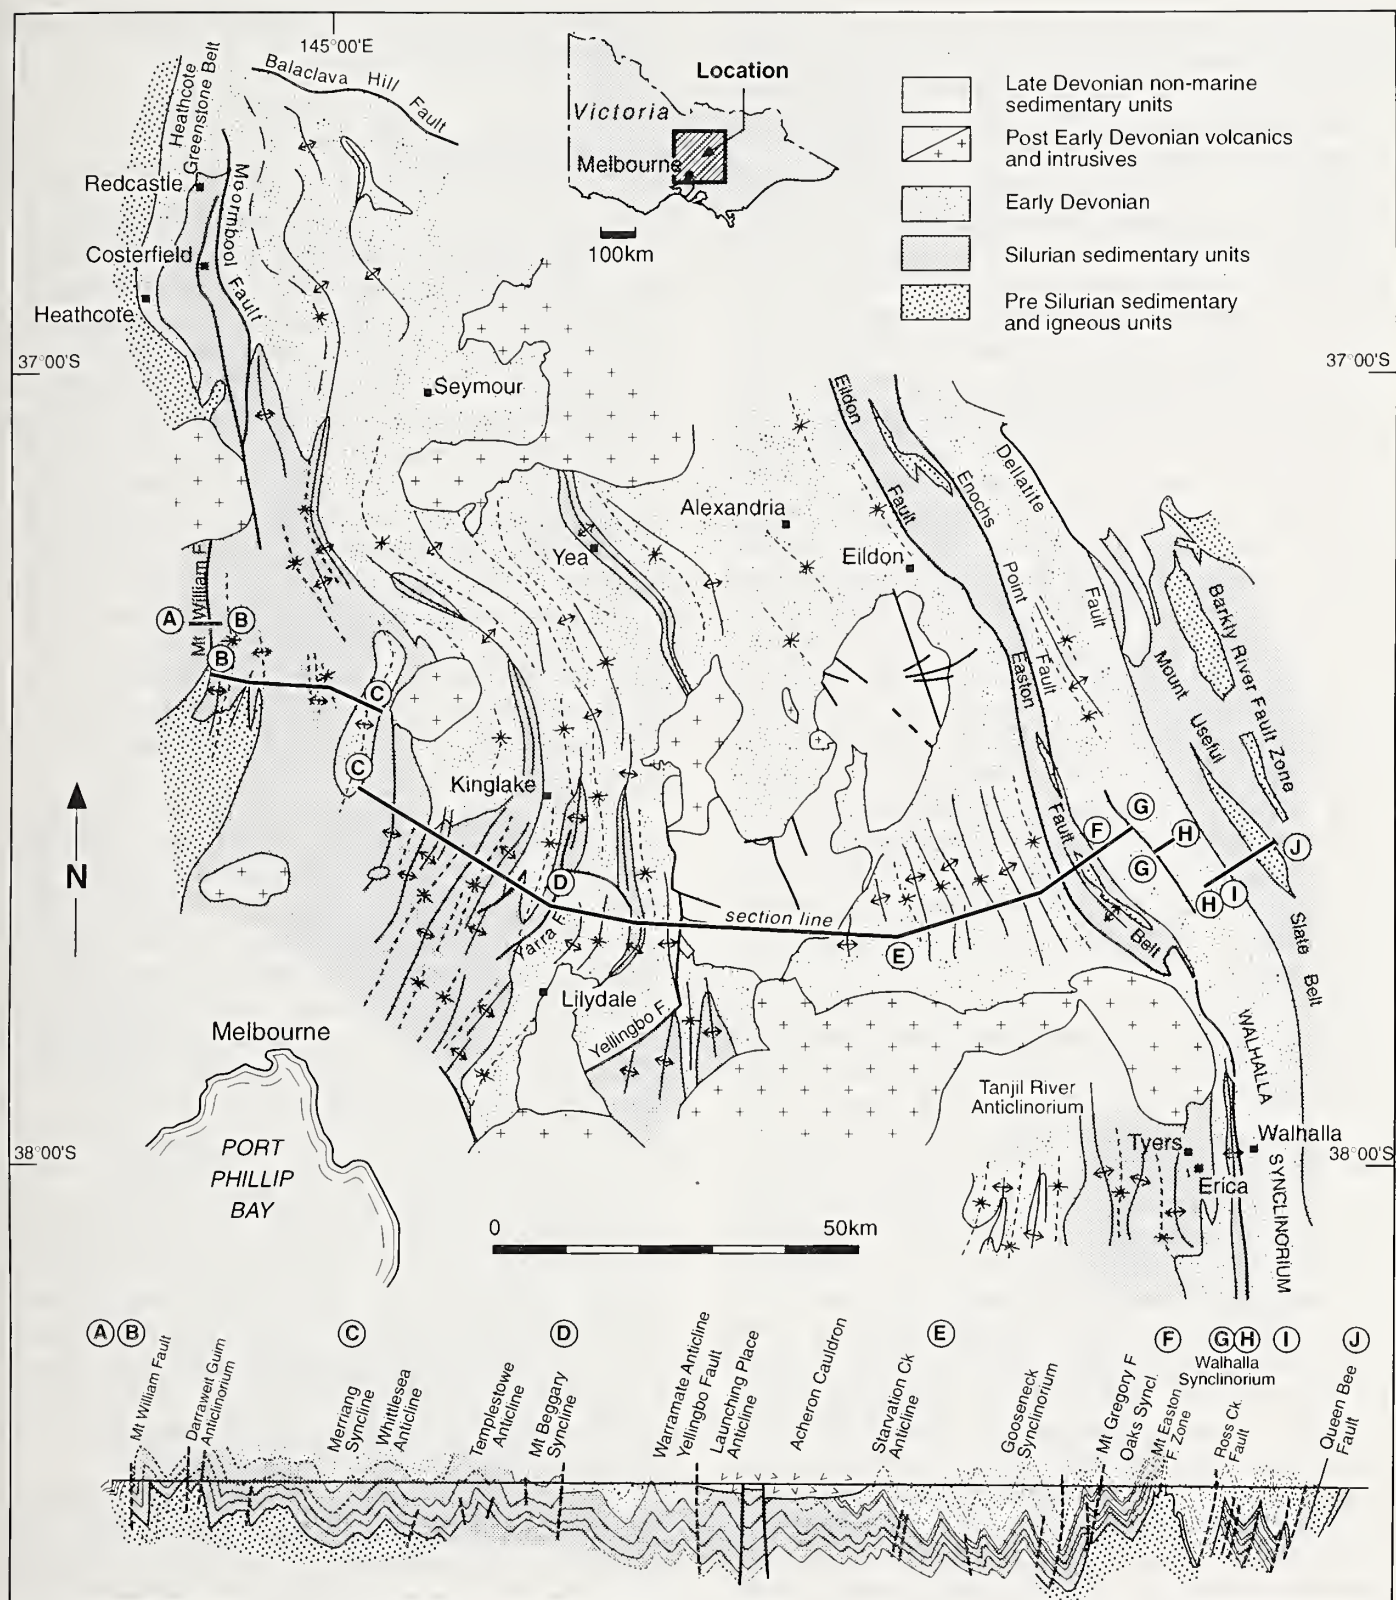 145°00'E
Balaclava Hill Fault
Heathcote
Greenstone Belt
Redcastle
Moormbool Fault
Costerfield
Heathcote
Location
Victoria
Melbourne
100km
Late Devonian non-marine
sedimentary units
Post Early Devonian volcanics
and intrusives
Early Devonian
Silurian sedimentary units
Pre Silurian sedimentary
and igneous units
37°00'S
37°00'S
Seymour
Eildon Fault
Enochs Point Fault
Dellatite Fault
Alexandria
Yea
Eildon
Mt William F.
A
B
B
C
C
Easton Fault Belt
Barkly River Fault Zone
Mount Useful Slate Belt
Kinglake
G
F
H
G
J
H
I
D
section line
E
Yarra F.
Lilydale
Yellingbo F.
N
Melbourne
PORT
PHILLIP
BAY
Tanjil River
Anticlinorium
WALHALLA SYNCLINORIUM
Tyers
Walhalla
Erica
38°00'S
38°00'S
0 50km
A B C D E F G H I J
Mt William Fault
Darraweit Guim
Anticlinorium
Merriang
Syncline
Whittlesea
Anticline
Templestowe
Anticline
Mt Beggary
Syncline
Warramate Anticline
Yellingbo Fault
Launching Place
Anticline
Acheron Cauldron
Starvation Ck
Anticline
Gooseneck
Synclinorium
Mt Gregory F
Oaks Syncl.
Mt Easton
F. Zone
Walhalla
Synclinorium
Ross Ck
Fault
Queen Bee
Fault